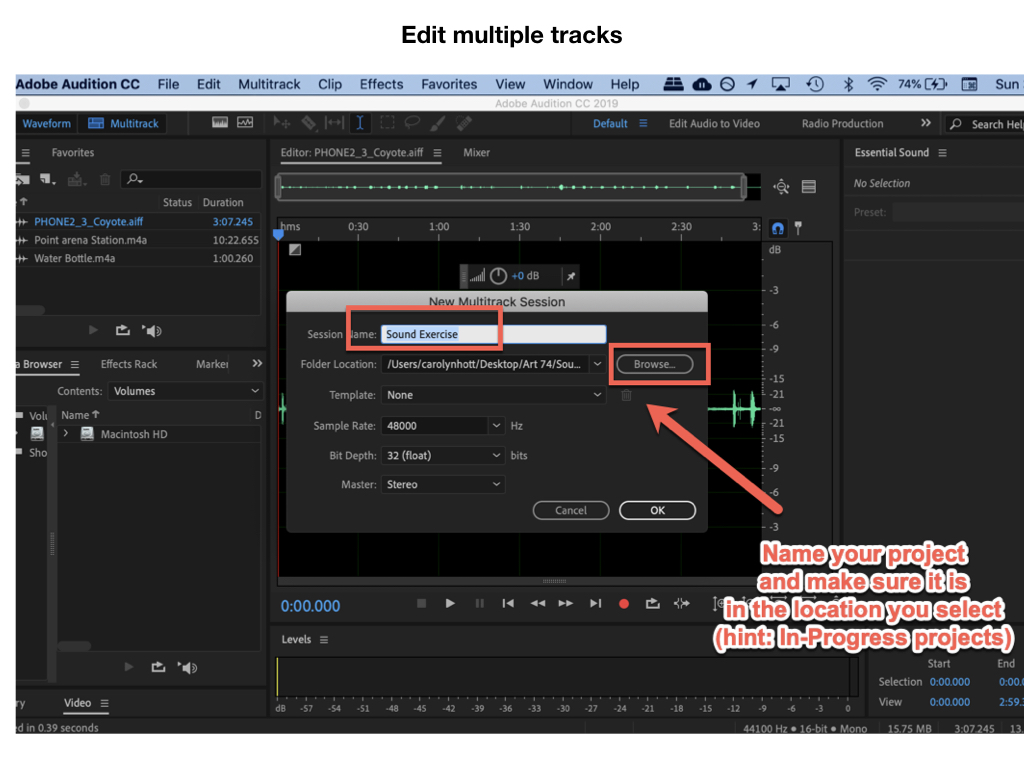 Edit multiple tracks
Adobe Audition CC File Edit Multitrack Clip Effects Favorites View Window Help 74% Sun
Adobe Audition CC 2019
Waveform Multitrack Default Edit Audio to Video Radio Production >> Search Help
Favorites Editor: PHONE2_3_Coyote.aiff Mixer Essential Sound
No Selection
Status Duration
Preset:
PHONE2_3_Coyote.aiff 3:07.245
Point arena Station.m4a 10:22.655
Water Bottle.m4a 1:00.260
hms 0:30 1:00 1:30 2:00 2:30 3:
dB
+0 dB
-3
-6
-9
-15
-21
-∞
-21
-15
-9
-6
-3
New Multitrack Session
Session Name: Sound Exercise
Folder Location: /Users/carolynhott/Desktop/Art 74/Sou... Browse...
Template: None
Sample Rate: 48000 Hz
Bit Depth: 32 (float) bits
Master: Stereo
Cancel OK
a Browser Effects Rack Marker >>
Contents: Volumes
Volu Name D
Macintosh HD
Sho
Name your project
and make sure it is
in the location you select
(hint: In-Progress projects)
0:00.000
Levels
dB -57 -54 -51 -48 -45 -42 -39 -36 -33 -30 -27 -24 -21 -18 -15 -12 -9 -6 -3 0
Start End
Selection 0:00.000 0:00.
View 0:00.000 2:59.
ry Video
d in 0.39 seconds 44100 Hz • 16-bit • Mono 15.75 MB 3:07.245 13.